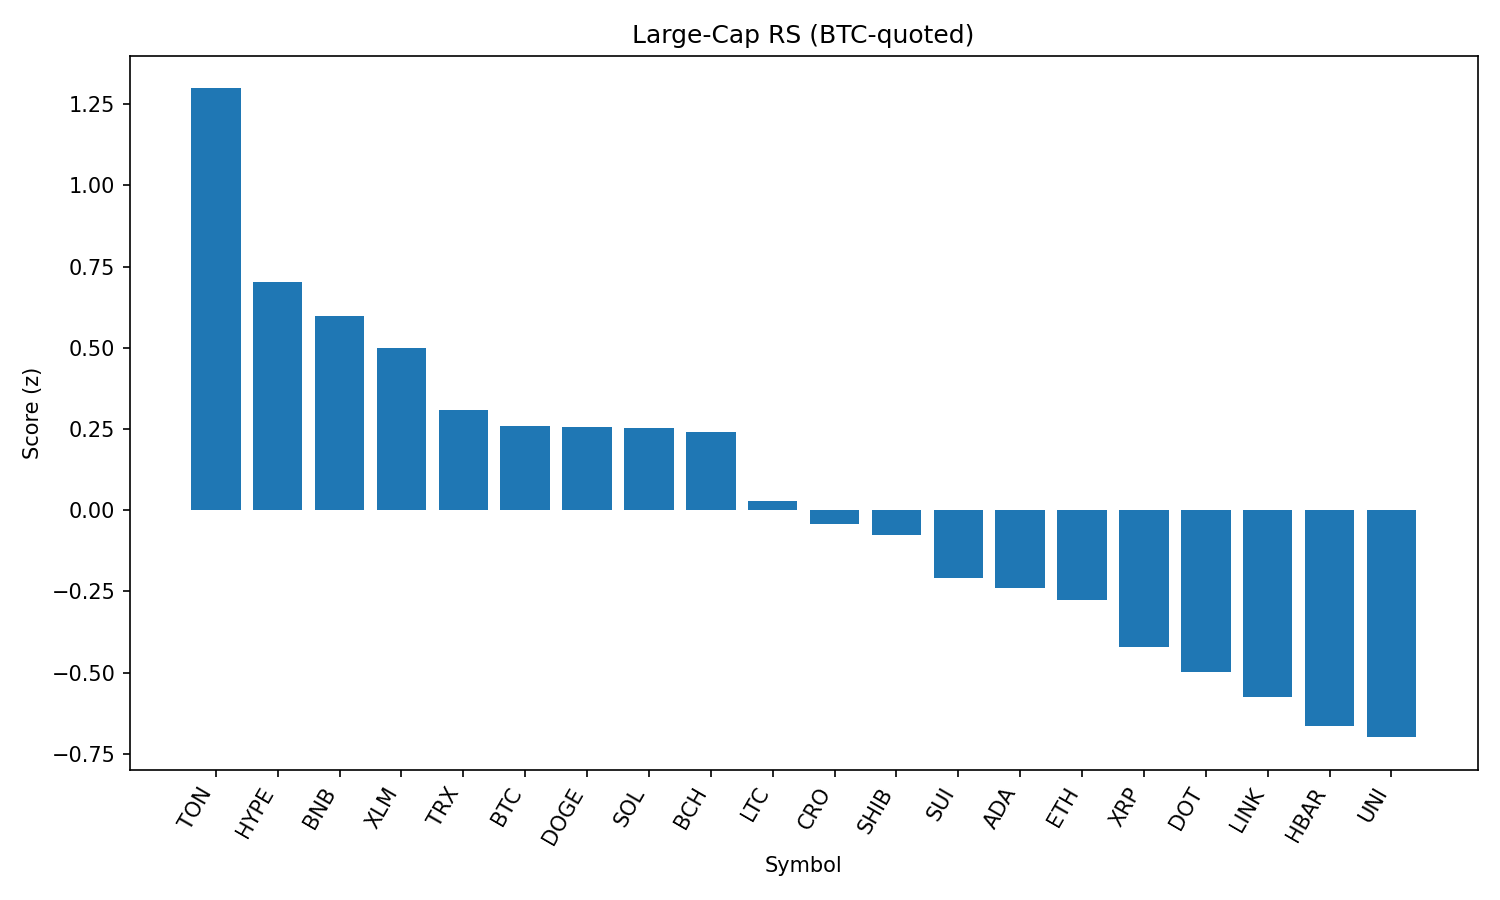 Large-Cap RS (BTC-quoted)
Score (z)
1.25
1.00
0.75
0.50
0.25
0.00
−0.25
−0.50
−0.75
TON
HYPE
BNB
XLM
TRX
BTC
DOGE
SOL
BCH
LTC
CRO
SHIB
SUI
ADA
ETH
XRP
DOT
LINK
HBAR
UNI
Symbol